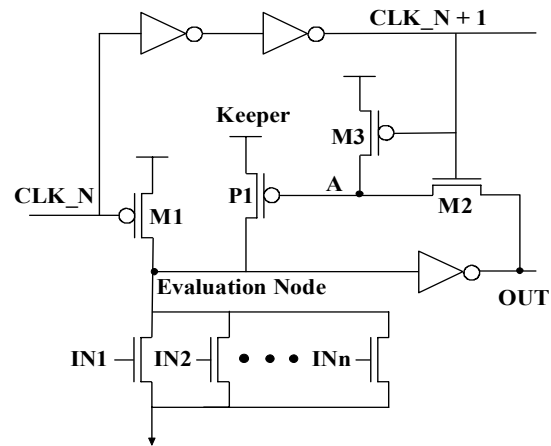 CLK_N + 1
Keeper
M3
CLK_N
M1
P1
A
M2
Evaluation Node
OUT
IN1
IN2
INn